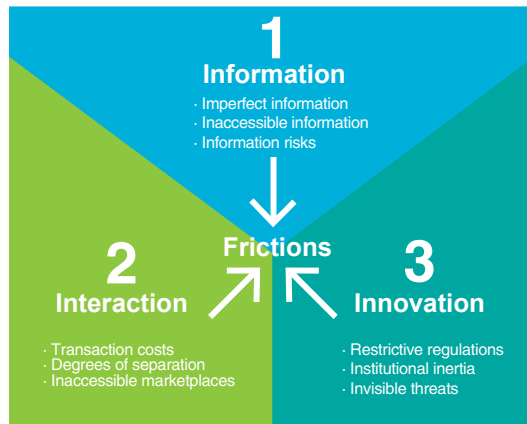 1
Information
· Imperfect information
· Inaccessible information
· Information risks
Frictions
2
Interaction
· Transaction costs
· Degrees of separation
· Inaccessible marketplaces
3
Innovation
· Restrictive regulations
· Institutional inertia
· Invisible threats